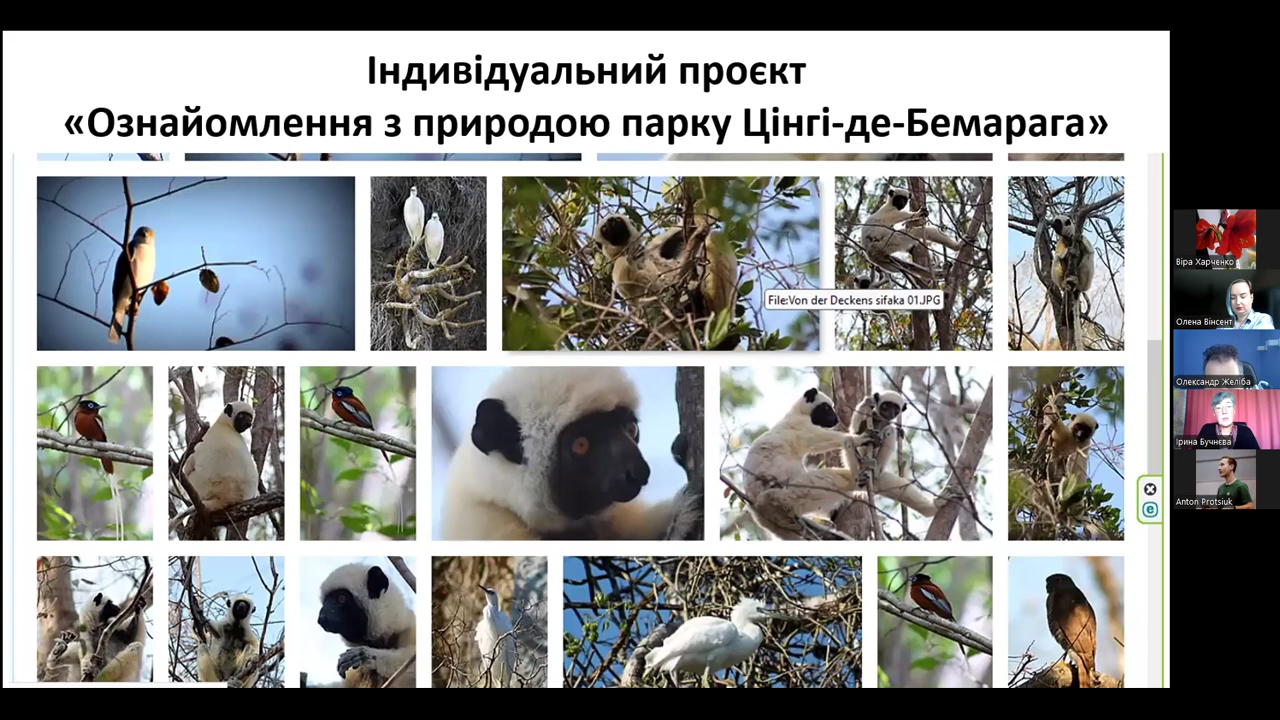 Індивідуальний проєкт
«Ознайомлення з природою парку Цінгі-де-Бемарага»
File:Von der Deckens sifaka 01.JPG
Віра Харченко
Олена Вінсент
Олександр Желіба
Ірина Бучнєва
Anton Protsiuk